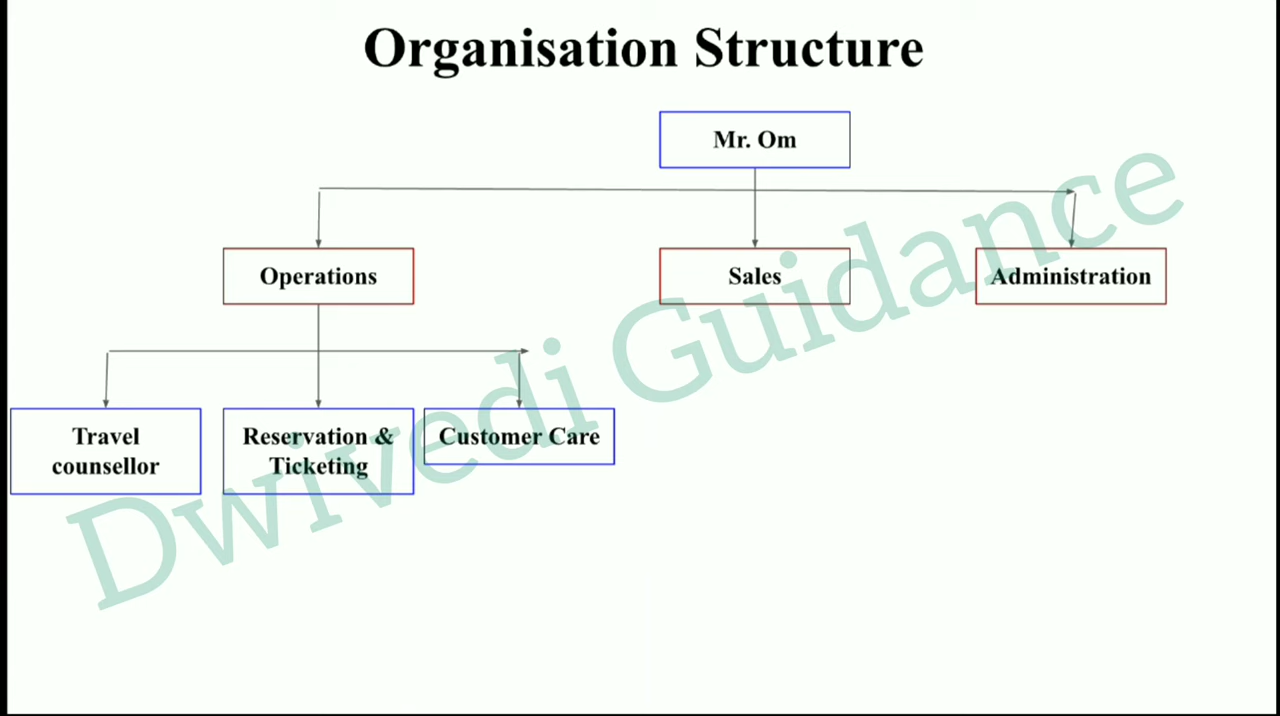 Organisation Structure
Mr. Om
Operations
Sales
Administration
Travel
counsellor
Reservation &
Ticketing
Customer Care
Dwivedi Guidance